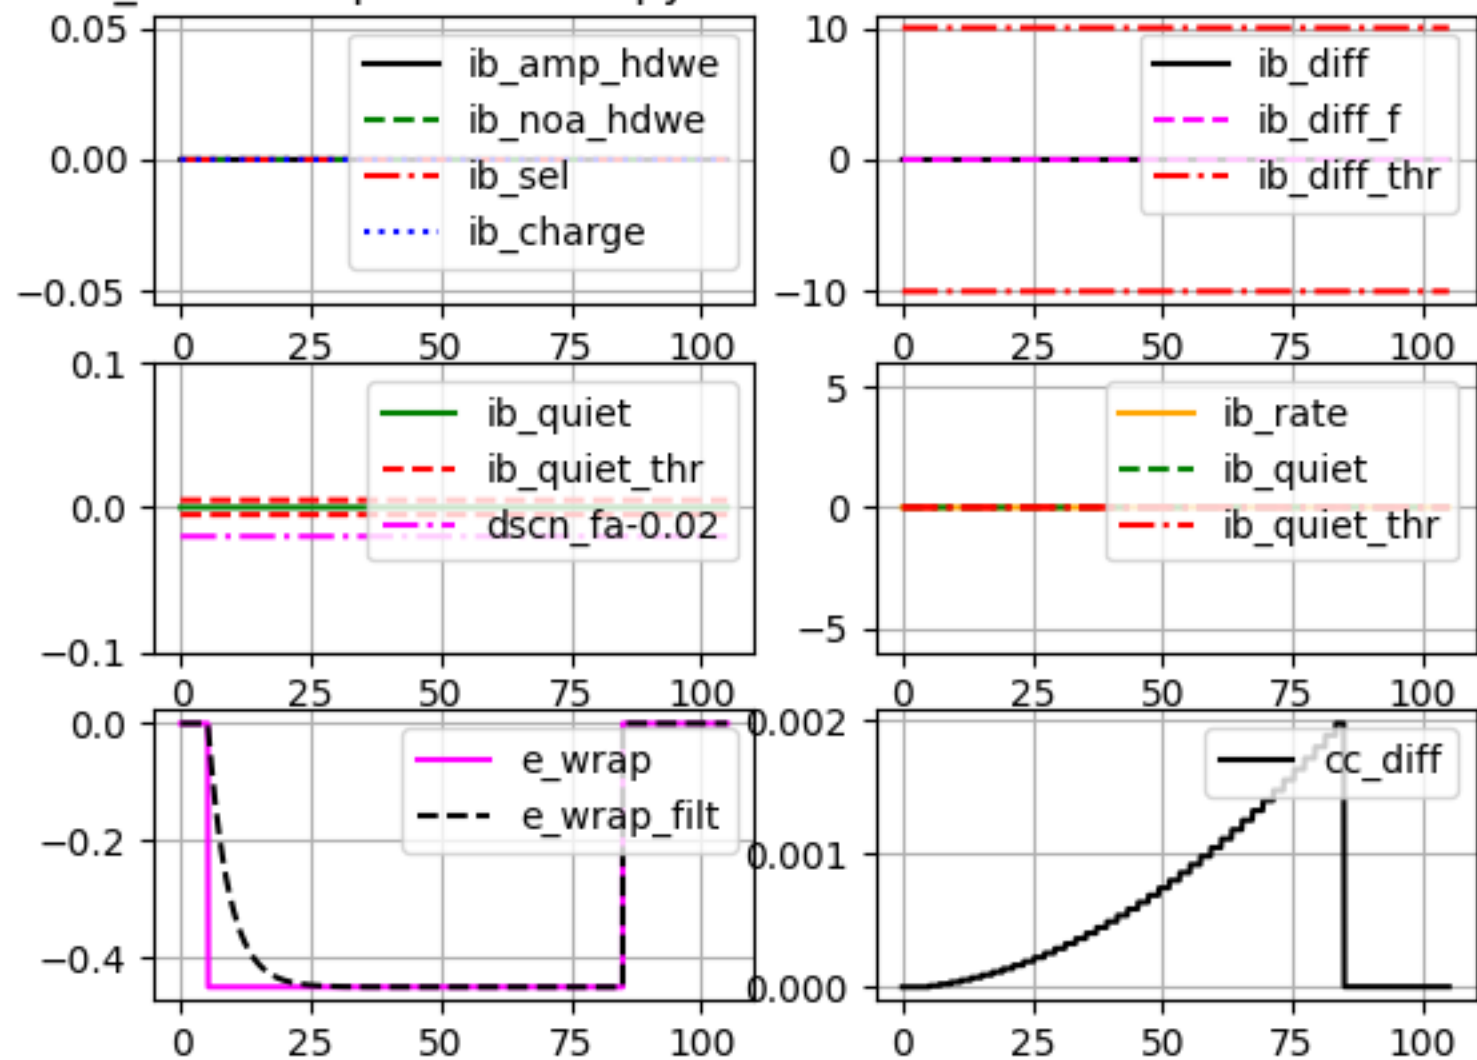 0.05
0.00
−0.05
ib_amp_hdwe
ib_noa_hdwe
ib_sel
ib_charge
0 25 50 75 100
10
0
−10
ib_diff
ib_diff_f
ib_diff_thr
0 25 50 75 100
0.1
0.0
−0.1
ib_quiet
ib_quiet_thr
dscn_fa-0.02
0 25 50 75 100
5
0
−5
ib_rate
ib_quiet
ib_quiet_thr
0 25 50 75 100
0.0
−0.2
−0.4
e_wrap
e_wrap_filt
0 25 50 75 100
0.002
0.001
0.000
cc_diff
0 25 50 75 100